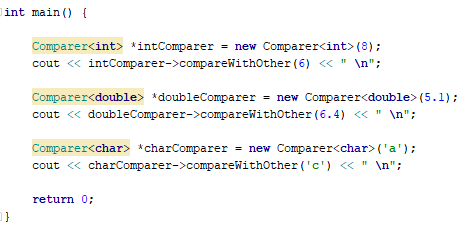 int main() {
Comparer<int> *intComparer = new Comparer<int>(8);
cout << intComparer->compareWithOther(6) << " \n";
Comparer<double> *doubleComparer = new Comparer<double>(5.1);
cout << doubleComparer->compareWithOther(6.4) << " \n";
Comparer<char> *charComparer = new Comparer<char>('a');
cout << charComparer->compareWithOther('c') << " \n";
return 0;
}